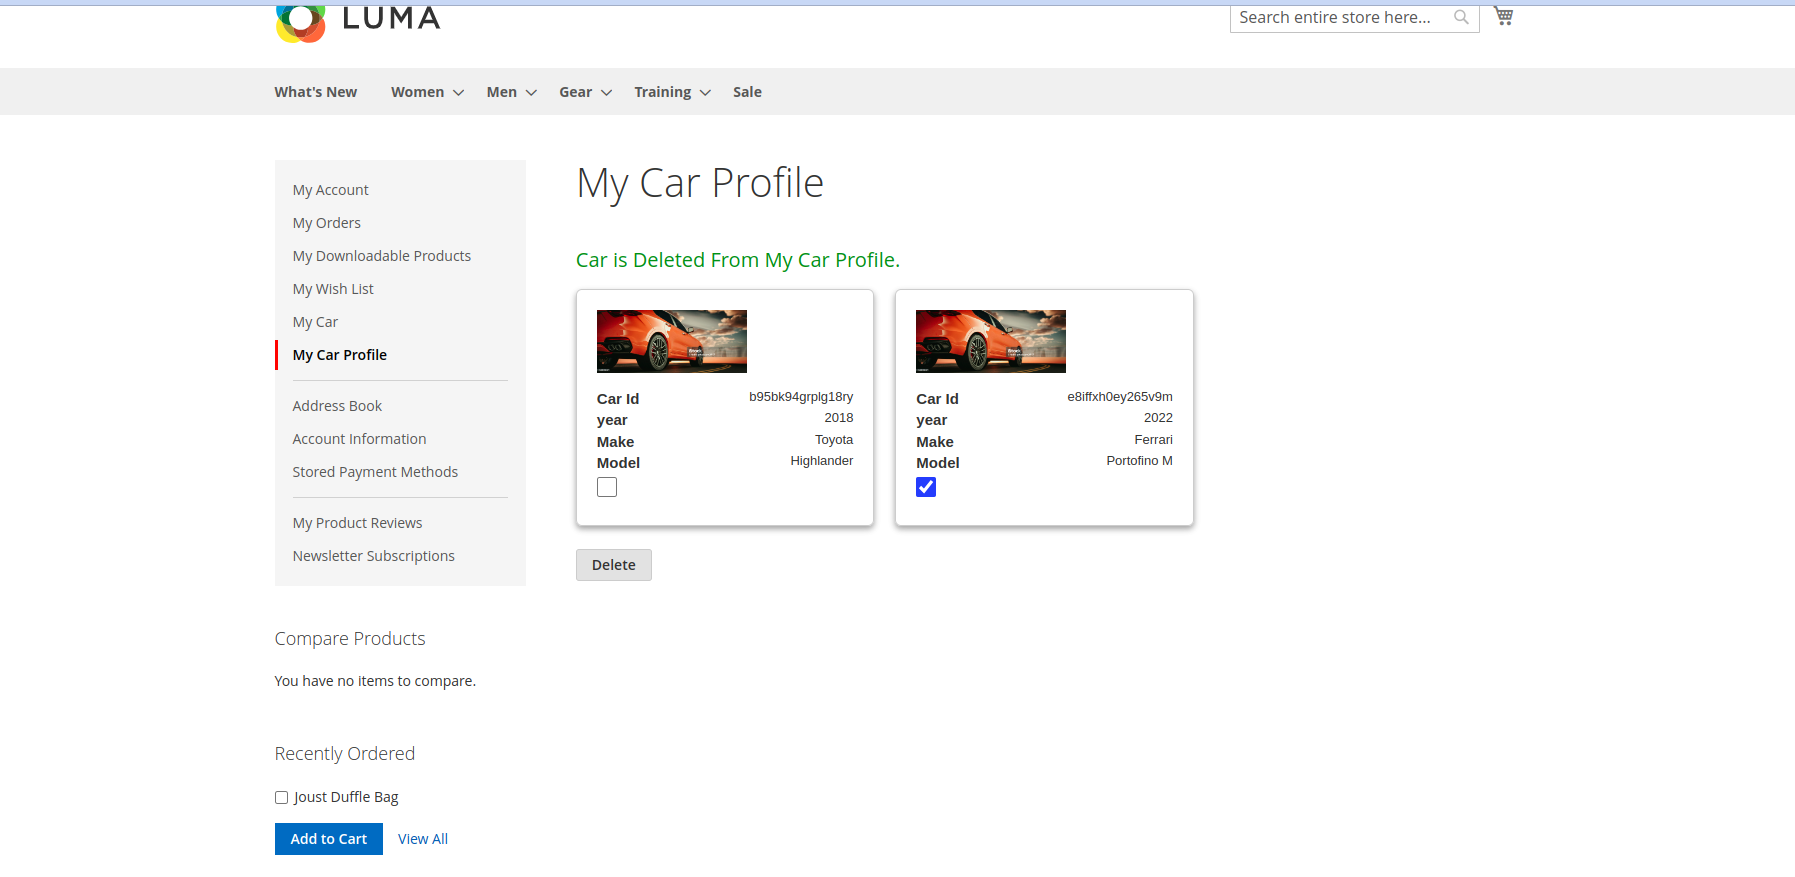 LUMA
Search entire store here...
What's New Women Men Gear Training Sale
My Account
My Orders
My Downloadable Products
My Wish List
My Car
My Car Profile
Address Book
Account Information
Stored Payment Methods
My Product Reviews
Newsletter Subscriptions
Compare Products
You have no items to compare.
Recently Ordered
Joust Duffle Bag
Add to Cart View All
My Car Profile
Car is Deleted From My Car Profile.
Car Id b95bk94grplg18ry
year 2018
Make Toyota
Model Highlander
Car Id e8iffxh0ey265v9m
year 2022
Make Ferrari
Model Portofino M
Delete